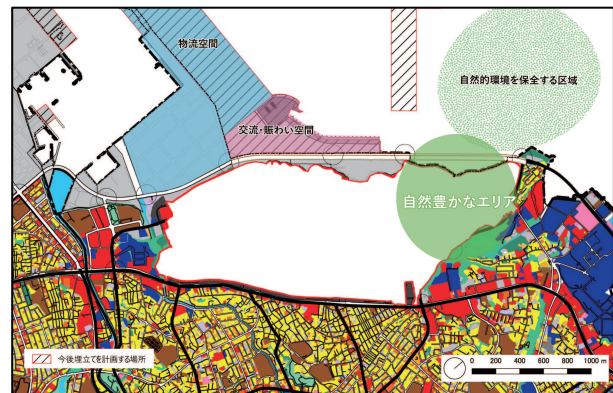 物流空間
自然的環境を保全する区域
交流・賑わい空間
自然豊かなエリア
今後埋立てを計画する場所
0 200 400 600 800 1000 m